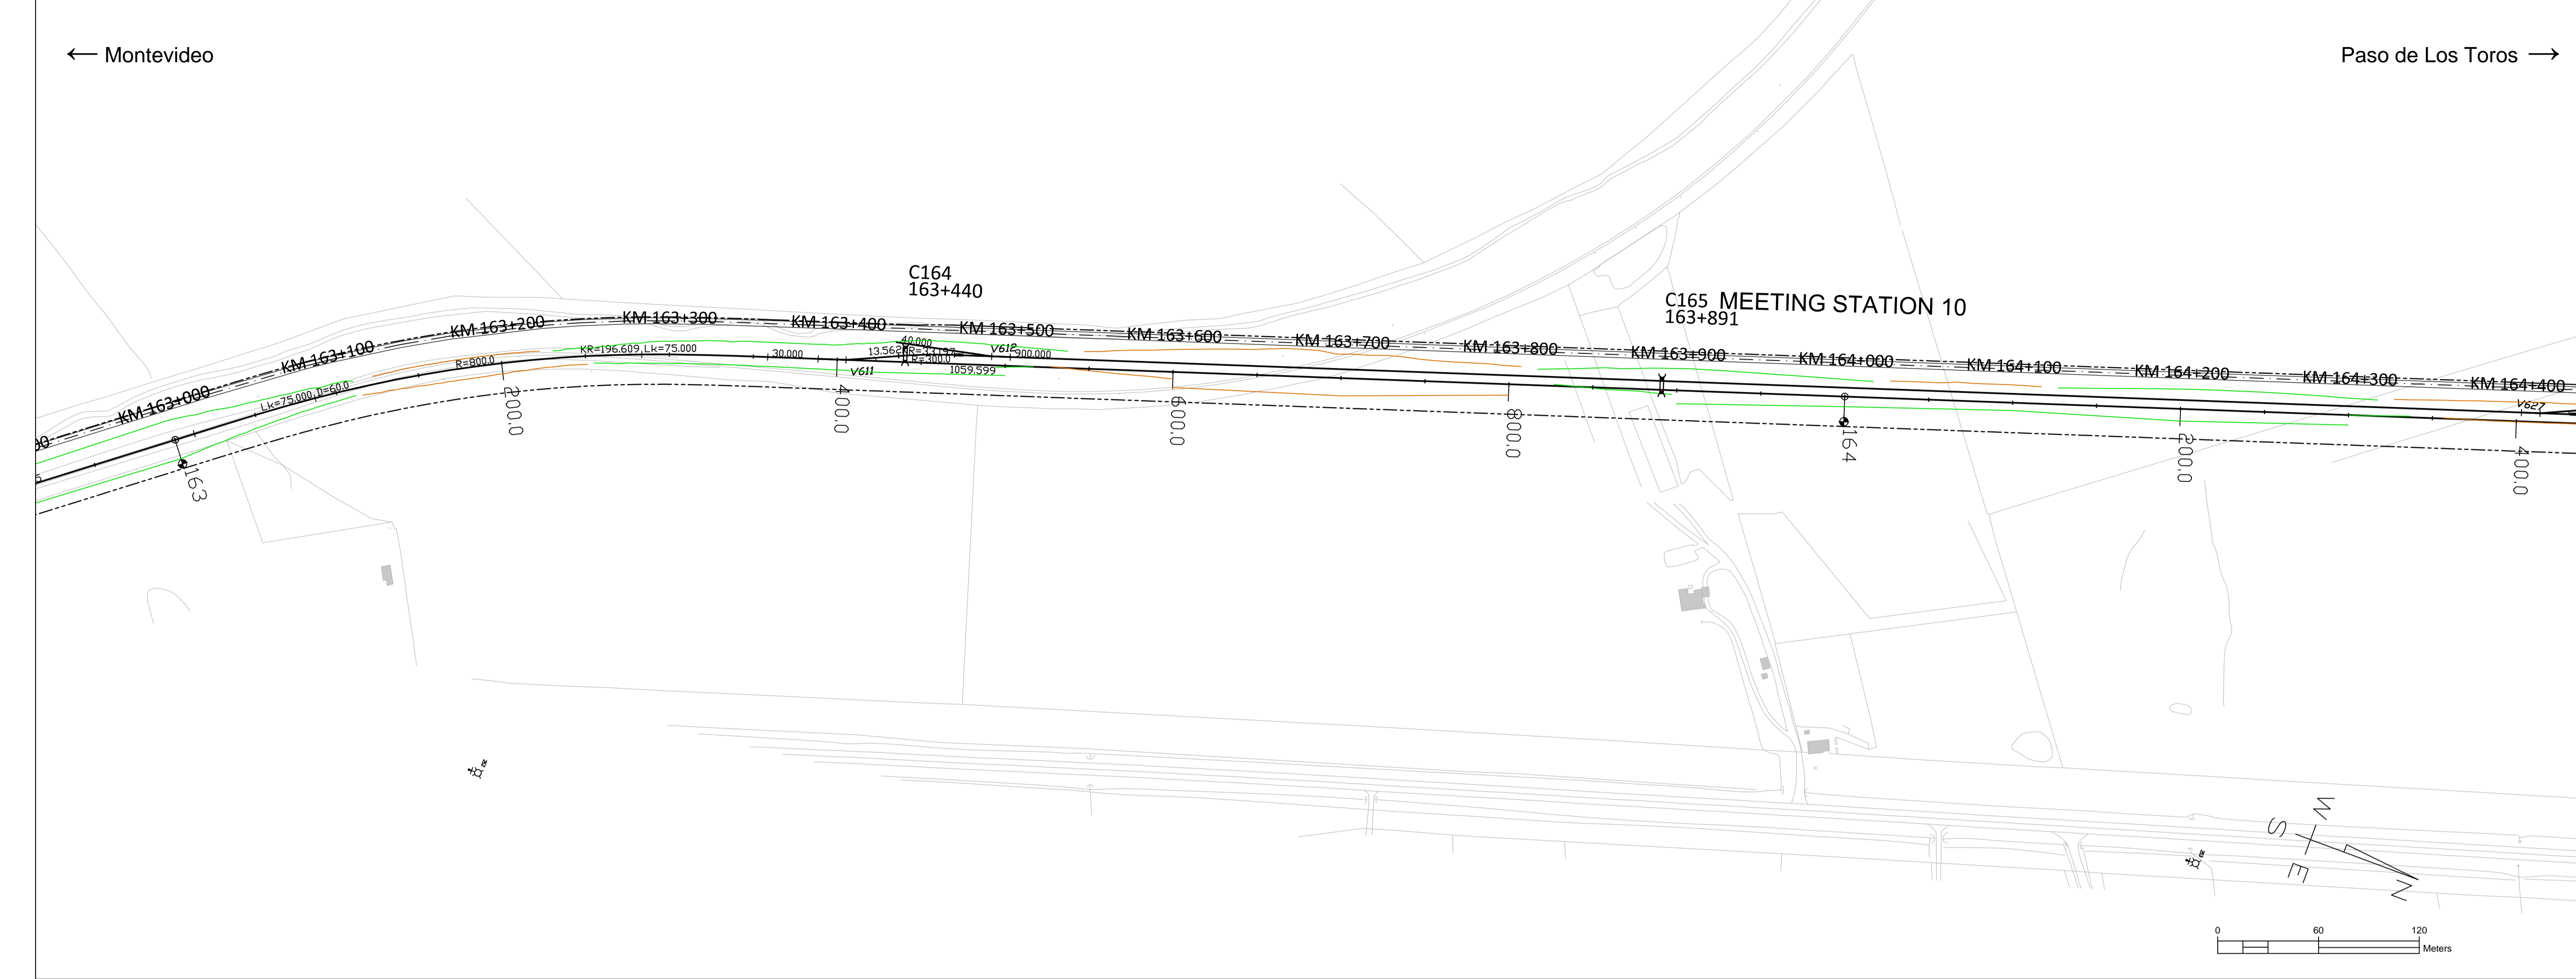 ← Montevideo
Paso de Los Toros →
C164
163+440
C165
163+891
MEETING STATION 10
KM 163+000
KM 163+100
KM 163+200
KM 163+300
KM 163+400
KM 163+500
KM 163+600
KM 163+700
KM 163+800
KM 163+900
KM 164+000
KM 164+100
KM 164+200
KM 164+300
KM 164+400
Lk=75.000, D=60.0
R=800.0
KR=196.609, Lk=75.000
30.000
40.000
V612
900.000
R=300.0
V611
1059.599
V627
163
200.0
400.0
600.0
800.0
164
200.0
400.0
W
S
E
N
0
60
120
Meters